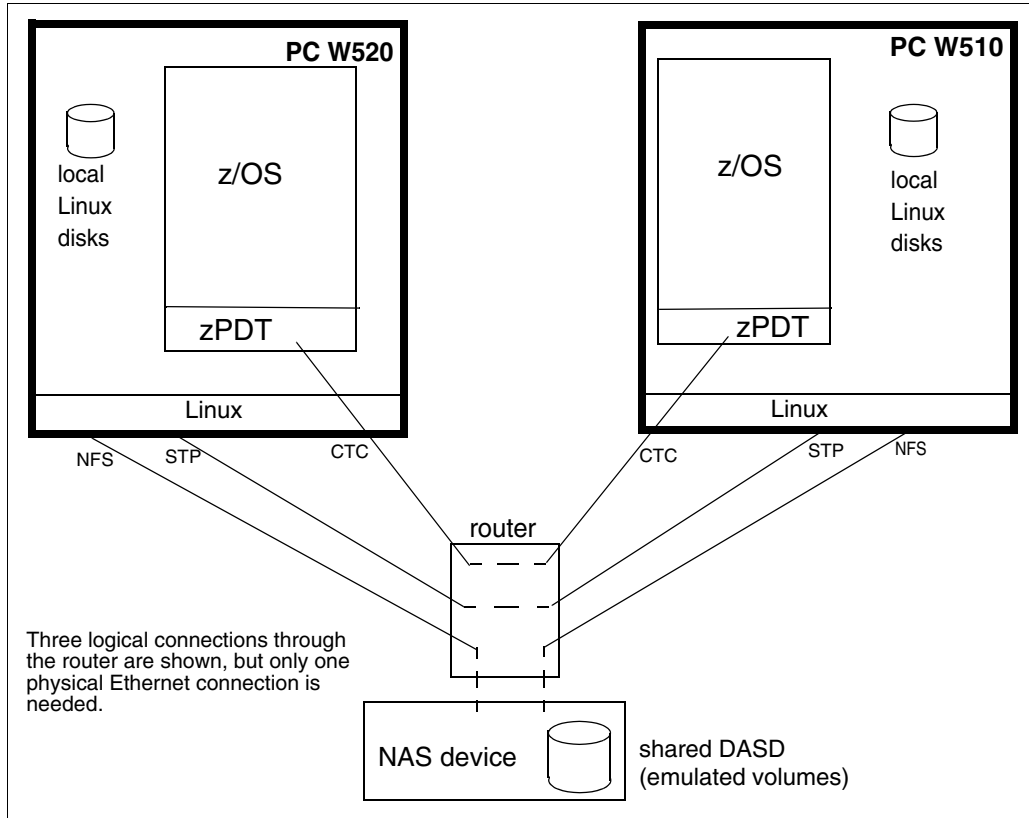 PC W520
local
Linux
disks
z/OS
zPDT
Linux
PC W510
z/OS
local
Linux
disks
zPDT
Linux
NFS
STP
CTC
CTC
STP
NFS
router
Three logical connections through
the router are shown, but only one
physical Ethernet connection is
needed.
NAS device
shared DASD
(emulated volumes)